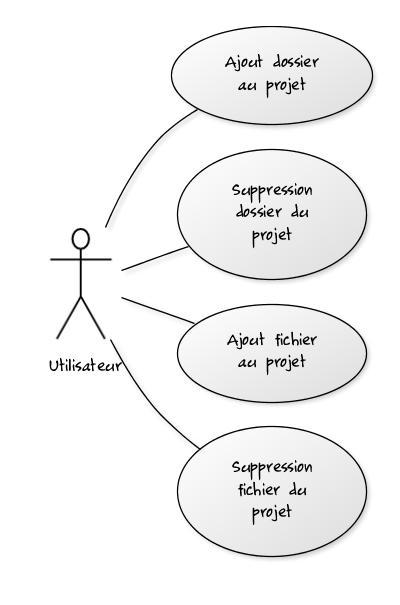 Ajout dossier
au projet
Suppression
dossier du
projet
Ajout fichier
au projet
Utilisateur
Suppression
fichier du
projet